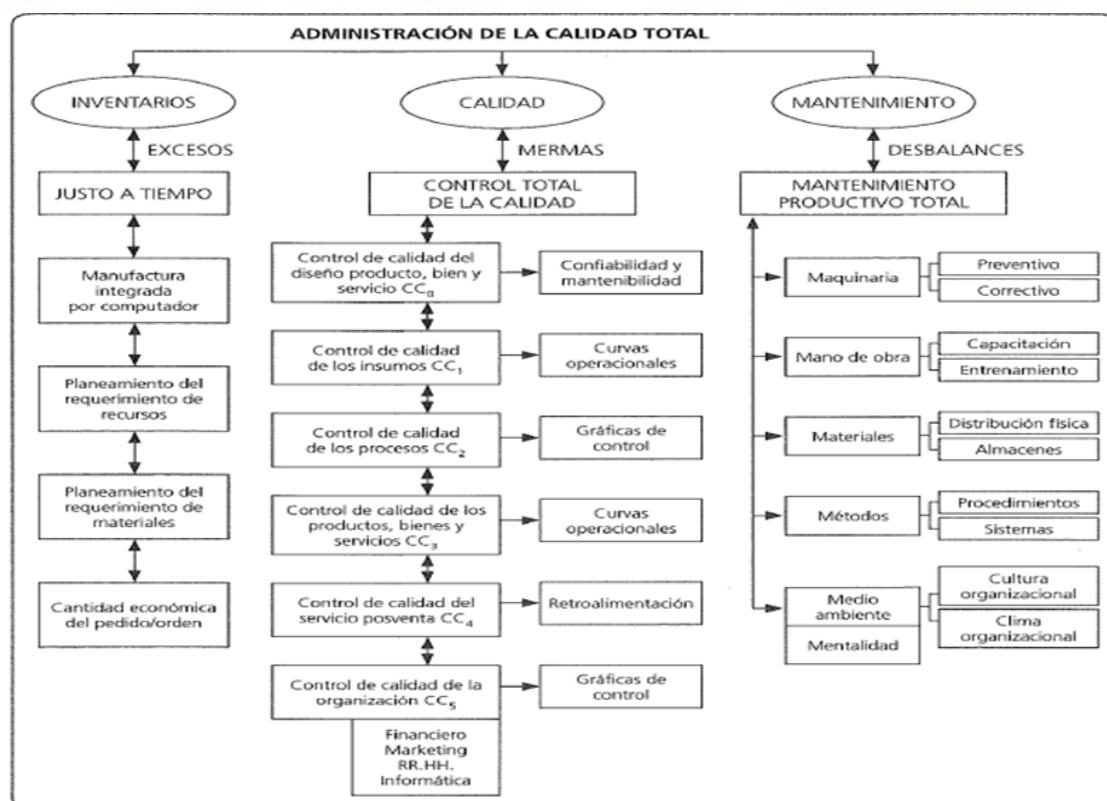 ADMINISTRACIÓN DE LA CALIDAD TOTAL
INVENTARIOS
EXCESOS
JUSTO A TIEMPO
Manufactura
integrada
por computador
Planeamiento del
requerimiento de
recursos
Planeamiento del
requerimiento de
materiales
Cantidad económica
del pedido/orden
CALIDAD
MERMAS
CONTROL TOTAL
DE LA CALIDAD
Control de calidad del
diseño producto, bien y
servicio CC₀
Confiabilidad y
mantenibilidad
Control de calidad
de los insumos CC₁
Curvas
operacionales
Control de calidad
de los procesos CC₂
Gráficas de
control
Control de calidad de los
productos, bienes y
servicios CC₃
Curvas
operacionales
Control de calidad del
servicio posventa CC₄
Retroalimentación
Control de calidad de la
organización CC₅
Gráficas de
control
Financiero
Marketing
RR.HH.
Informática
MANTENIMIENTO
DESBALANCES
MANTENIMIENTO
PRODUCTIVO TOTAL
Maquinaria
Preventivo
Correctivo
Mano de obra
Capacitación
Entrenamiento
Materiales
Distribución física
Almacenes
Métodos
Procedimientos
Sistemas
Medio
ambiente
Mentalidad
Cultura
organizacional
Clima
organizacional